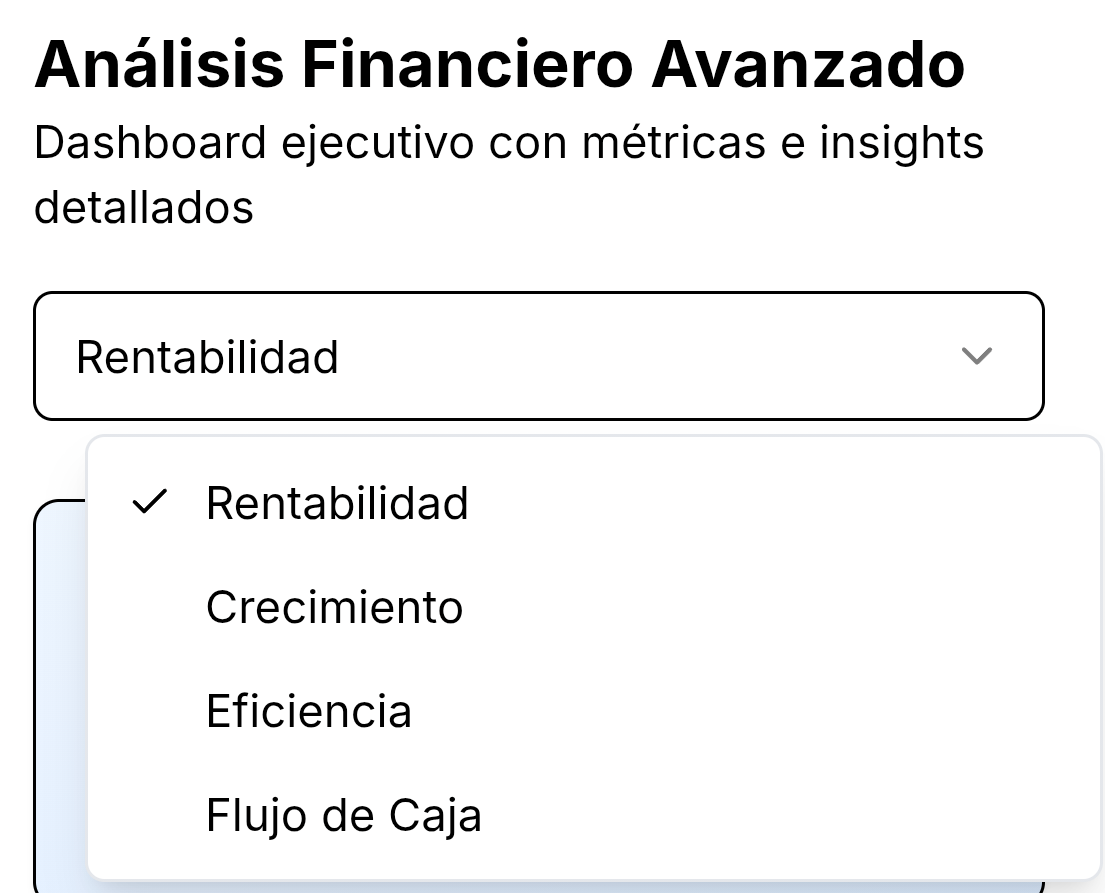 Análisis Financiero Avanzado
Dashboard ejecutivo con métricas e insights
detallados
Rentabilidad
Rentabilidad
Crecimiento
Eficiencia
Flujo de Caja